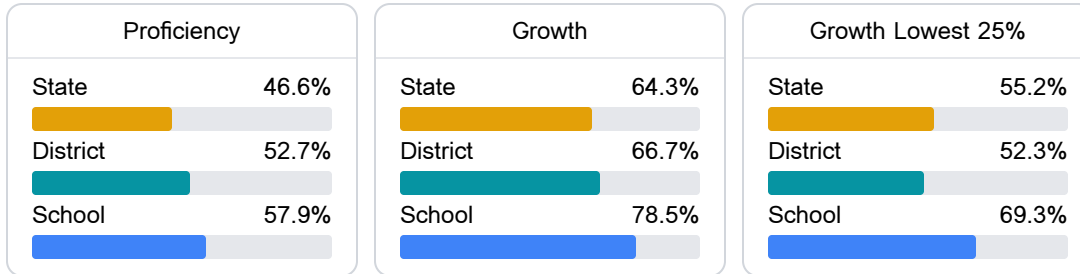 Proficiency
State 46.6%
District 52.7%
School 57.9%
Growth
State 64.3%
District 66.7%
School 78.5%
Growth Lowest 25%
State 55.2%
District 52.3%
School 69.3%